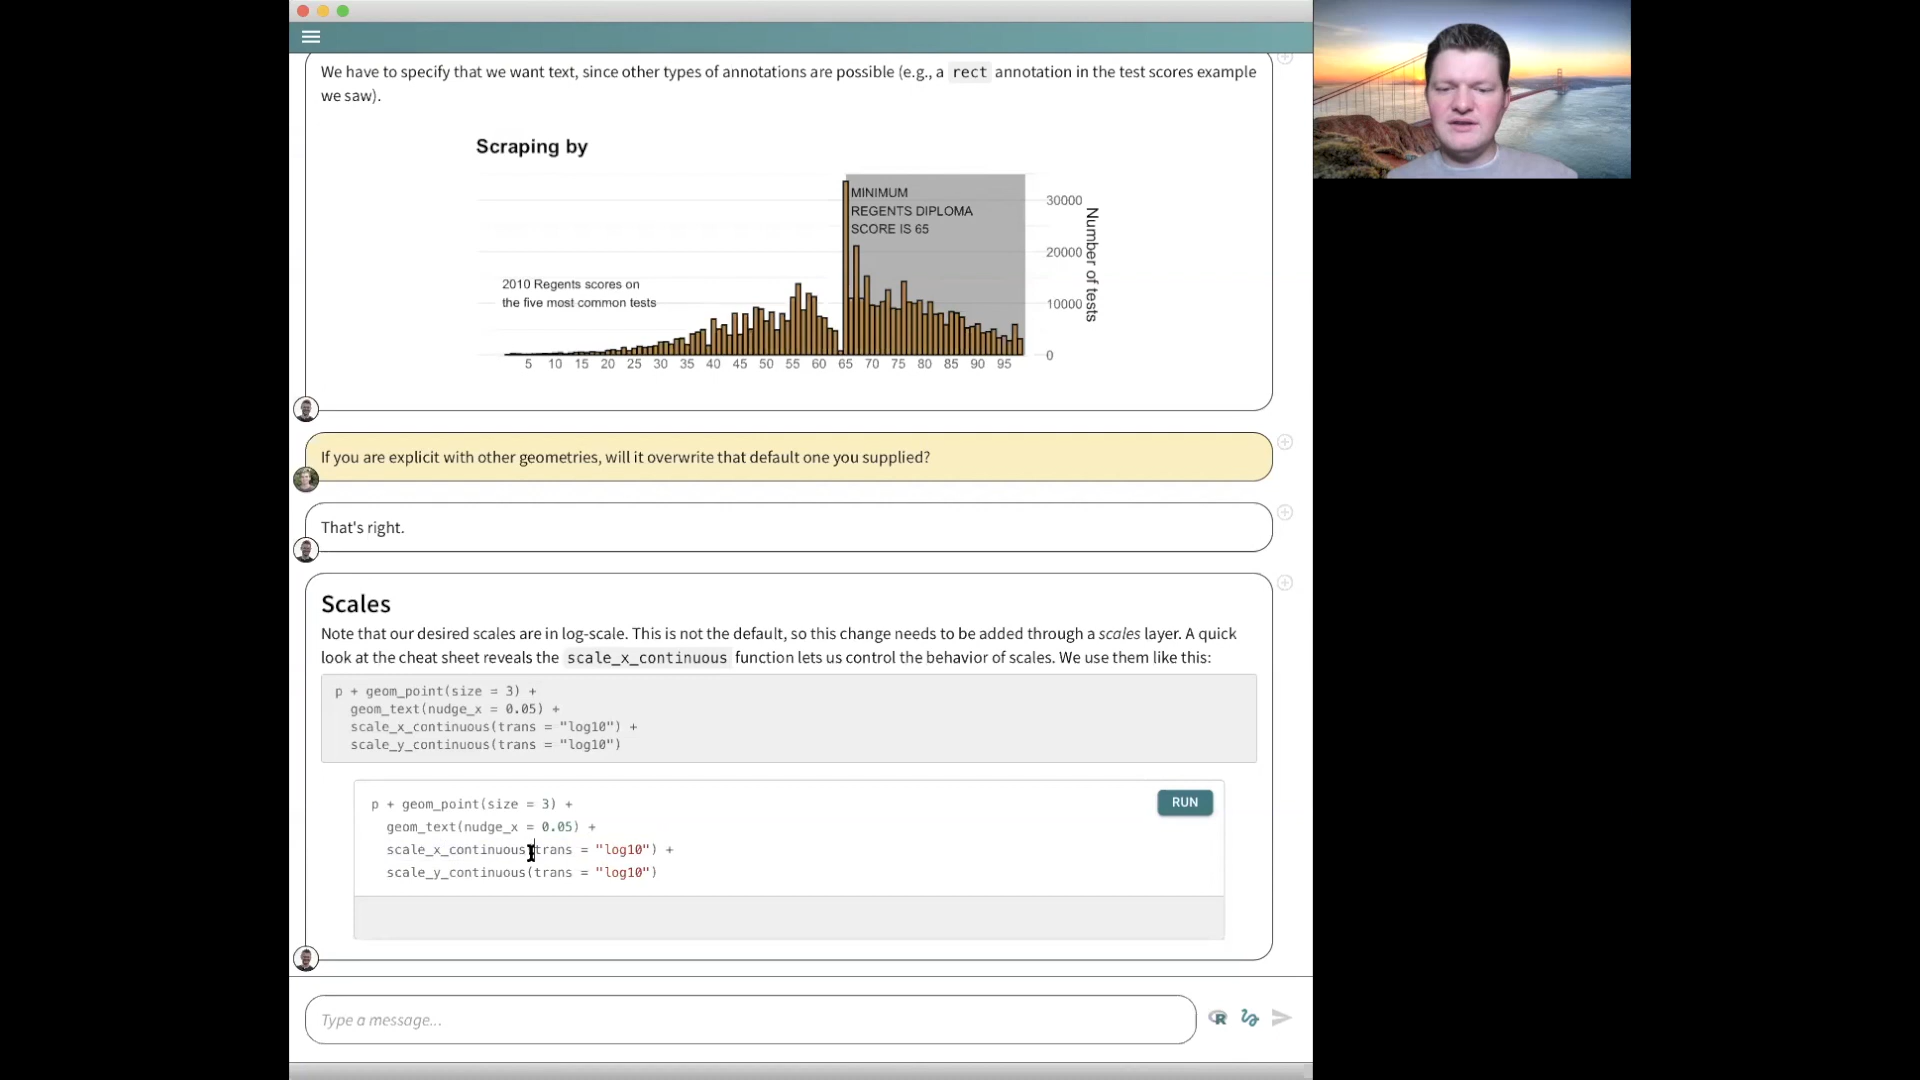 We have to specify that we want text, since other types of annotations are possible (e.g., a rect annotation in the test scores example
we saw).
Scraping by
MINIMUM
REGENTS DIPLOMA
SCORE IS 65
2010 Regents scores on
the five most common tests
30000
20000
10000
0
Number of tests
5 10 15 20 25 30 35 40 45 50 55 60 65 70 75 80 85 90 95
If you are explicit with other geometries, will it overwrite that default one you supplied?
That's right.
Scales
Note that our desired scales are in log-scale. This is not the default, so this change needs to be added through a scales layer. A quick
look at the cheat sheet reveals the scale_x_continuous function lets us control the behavior of scales. We use them like this:
p + geom_point(size = 3) +
  geom_text(nudge_x = 0.05) +
  scale_x_continuous(trans = "log10") +
  scale_y_continuous(trans = "log10")
p + geom_point(size = 3) +
  geom_text(nudge_x = 0.05) +
  scale_x_continuous(trans = "log10") +
  scale_y_continuous(trans = "log10")
RUN
Type a message...
R